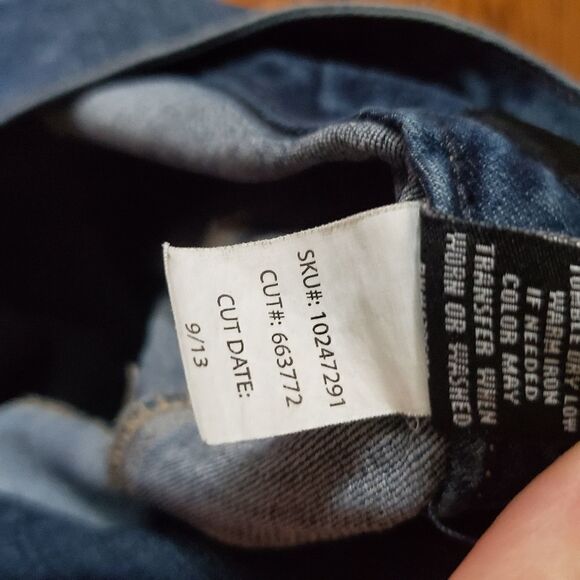 SKU#: 10247291
CUT#: 663772
CUT DATE:
9/13
TUMBLE DRY LOW
WARM IRON
IF NEEDED
COLOR MAY
TRANSFER WHEN
WORN OR WASHED